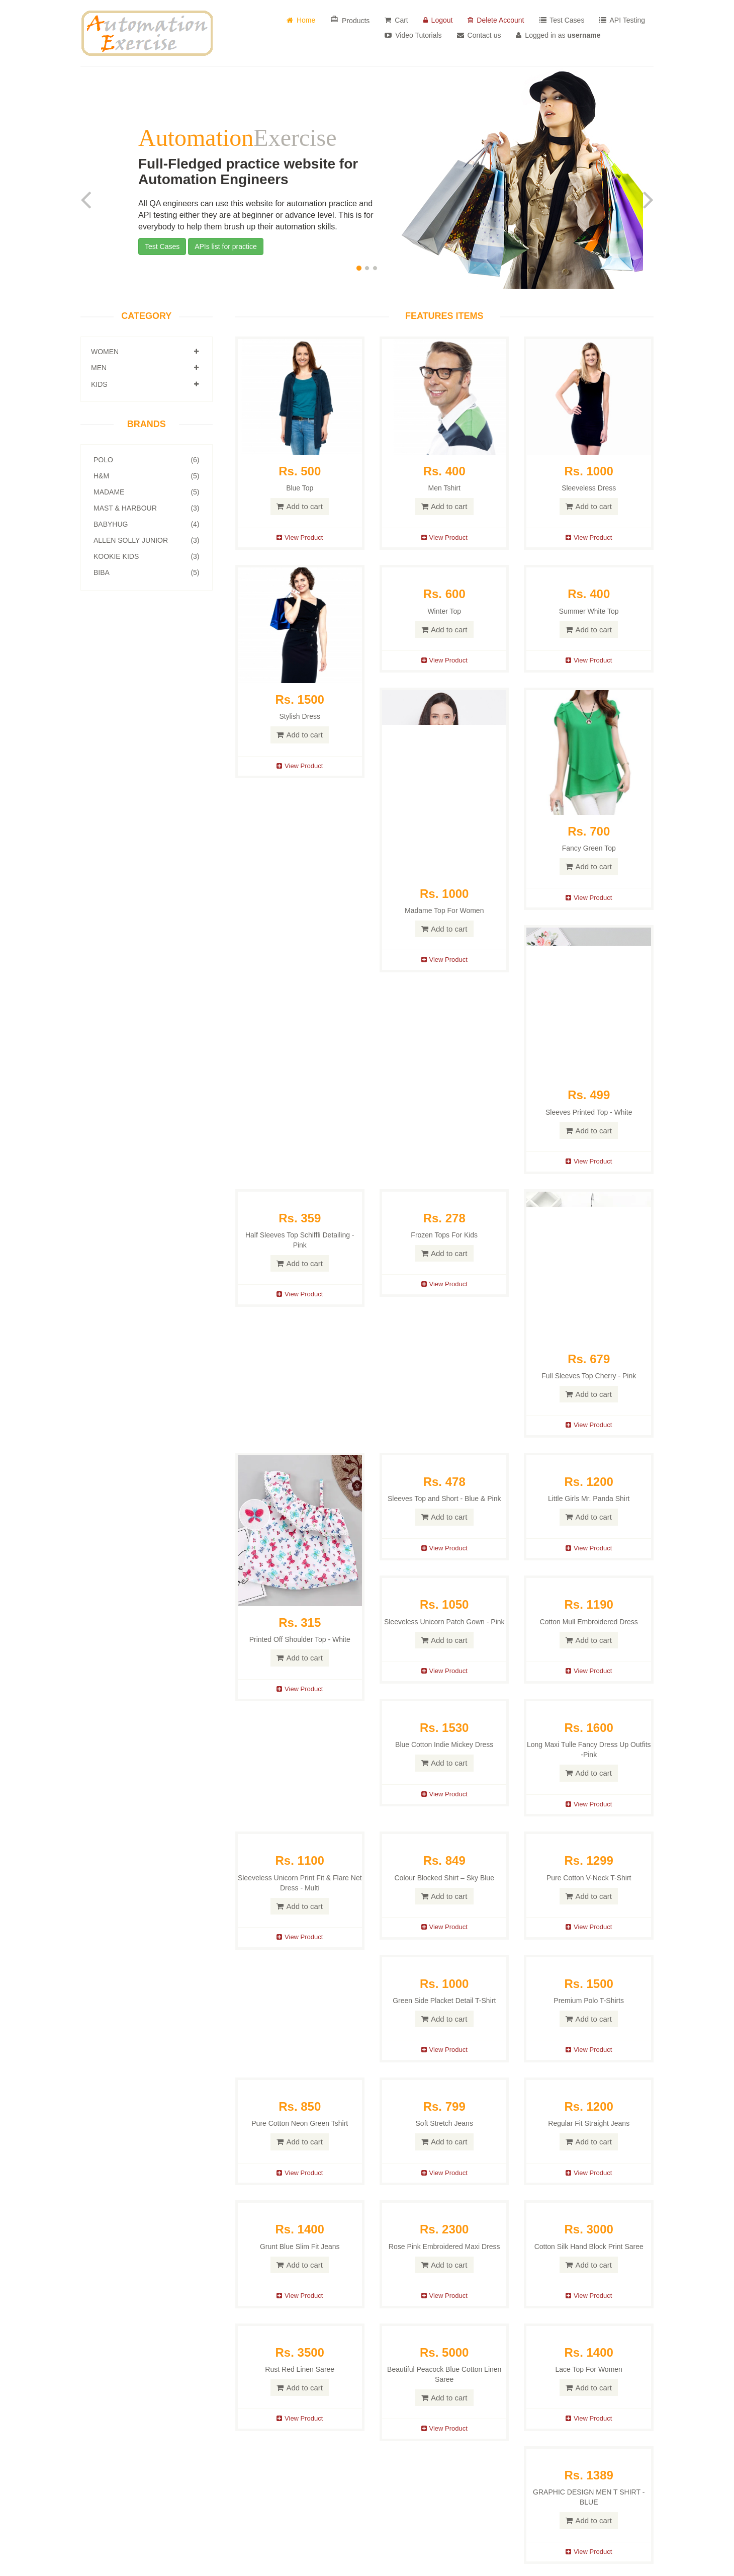 Automation
Exercise
Home
Products
Cart
Logout
Delete Account
Test Cases
API Testing
Video Tutorials
Contact us
Logged in as username
AutomationExercise
Full-Fledged practice website for
Automation Engineers
All QA engineers can use this website for automation practice and
API testing either they are at beginner or advance level. This is for
everybody to help them brush up their automation skills.
Test Cases
APIs list for practice
CATEGORY
WOMEN
MEN
KIDS
BRANDS
POLO (6)
H&M (5)
MADAME (5)
MAST & HARBOUR (3)
BABYHUG (4)
ALLEN SOLLY JUNIOR (3)
KOOKIE KIDS (3)
BIBA (5)
FEATURES ITEMS
Rs. 500
Blue Top
Add to cart
View Product
Rs. 400
Men Tshirt
Add to cart
View Product
Rs. 1000
Sleeveless Dress
Add to cart
View Product
Rs. 1500
Stylish Dress
Add to cart
View Product
Rs. 600
Winter Top
Add to cart
View Product
Rs. 400
Summer White Top
Add to cart
View Product
Rs. 1000
Madame Top For Women
Add to cart
View Product
Rs. 700
Fancy Green Top
Add to cart
View Product
Rs. 499
Sleeves Printed Top - White
Add to cart
View Product
Rs. 359
Half Sleeves Top Schiffli Detailing -
Pink
Add to cart
View Product
Rs. 278
Frozen Tops For Kids
Add to cart
View Product
Rs. 679
Full Sleeves Top Cherry - Pink
Add to cart
View Product
Rs. 315
Printed Off Shoulder Top - White
Add to cart
View Product
Rs. 478
Sleeves Top and Short - Blue & Pink
Add to cart
View Product
Rs. 1200
Little Girls Mr. Panda Shirt
Add to cart
View Product
Rs. 1050
Sleeveless Unicorn Patch Gown - Pink
Add to cart
View Product
Rs. 1190
Cotton Mull Embroidered Dress
Add to cart
View Product
Rs. 1530
Blue Cotton Indie Mickey Dress
Add to cart
View Product
Rs. 1600
Long Maxi Tulle Fancy Dress Up Outfits
-Pink
Add to cart
View Product
Rs. 1100
Sleeveless Unicorn Print Fit & Flare Net
Dress - Multi
Add to cart
View Product
Rs. 849
Colour Blocked Shirt – Sky Blue
Add to cart
View Product
Rs. 1299
Pure Cotton V-Neck T-Shirt
Add to cart
View Product
Rs. 1000
Green Side Placket Detail T-Shirt
Add to cart
View Product
Rs. 1500
Premium Polo T-Shirts
Add to cart
View Product
Rs. 850
Pure Cotton Neon Green Tshirt
Add to cart
View Product
Rs. 799
Soft Stretch Jeans
Add to cart
View Product
Rs. 1200
Regular Fit Straight Jeans
Add to cart
View Product
Rs. 1400
Grunt Blue Slim Fit Jeans
Add to cart
View Product
Rs. 2300
Rose Pink Embroidered Maxi Dress
Add to cart
View Product
Rs. 3000
Cotton Silk Hand Block Print Saree
Add to cart
View Product
Rs. 3500
Rust Red Linen Saree
Add to cart
View Product
Rs. 5000
Beautiful Peacock Blue Cotton Linen
Saree
Add to cart
View Product
Rs. 1400
Lace Top For Women
Add to cart
View Product
Rs. 1389
GRAPHIC DESIGN MEN T SHIRT -
BLUE
Add to cart
View Product